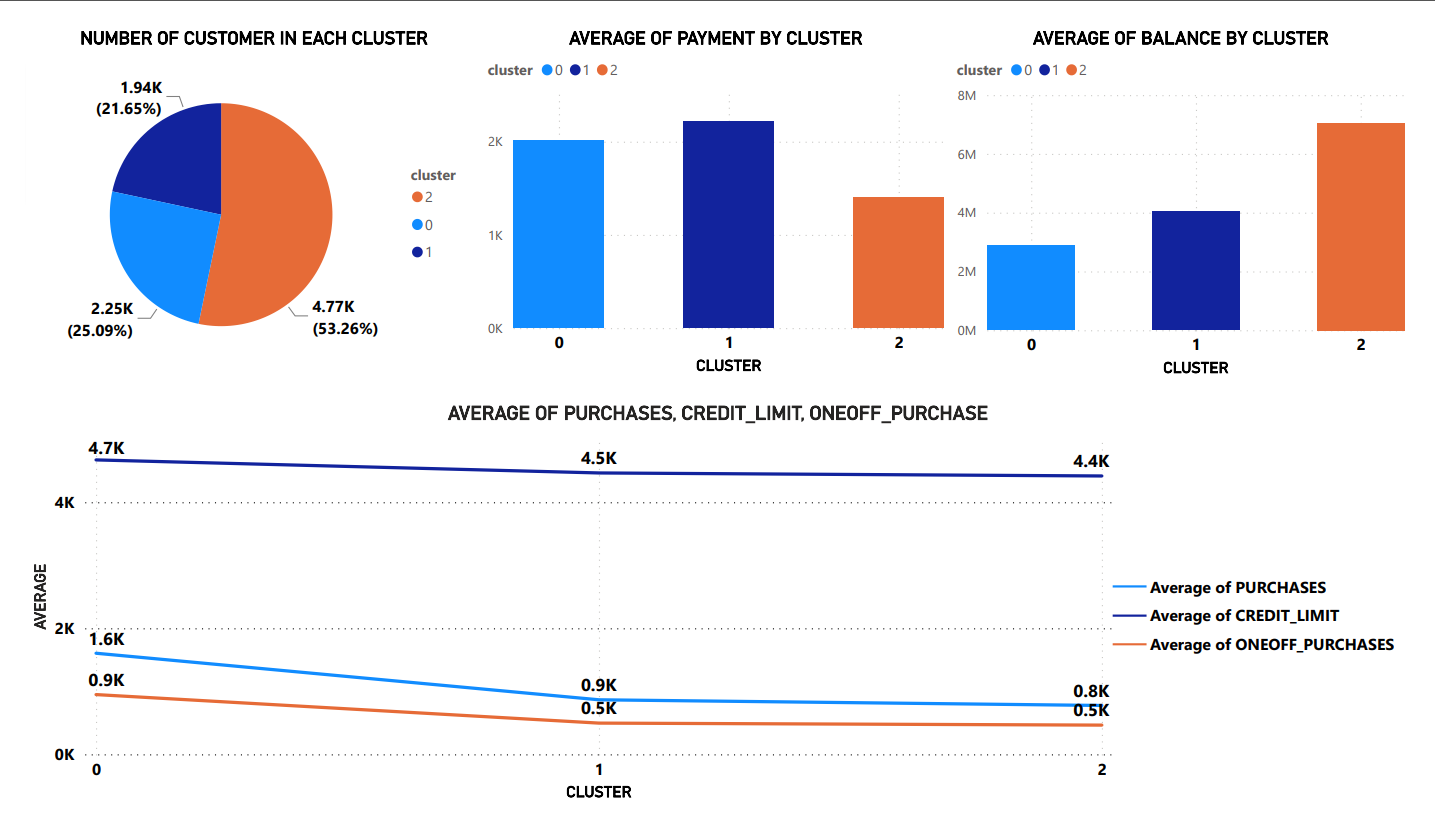 NUMBER OF CUSTOMER IN EACH CLUSTER
1.94K
(21.65%)
2.25K
(25.09%)
4.77K
(53.26%)
cluster
2
0
1
AVERAGE OF PAYMENT BY CLUSTER
cluster 0 1 2
2K
1K
0K
0 1 2
CLUSTER
AVERAGE OF BALANCE BY CLUSTER
cluster 0 1 2
8M
6M
4M
2M
0M
0 1 2
CLUSTER
AVERAGE OF PURCHASES, CREDIT_LIMIT, ONEOFF_PURCHASE
AVERAGE
4K
2K
0K
4.7K 4.5K 4.4K
1.6K 0.9K 0.8K
0.9K 0.5K 0.5K
0 1 2
CLUSTER
Average of PURCHASES
Average of CREDIT_LIMIT
Average of ONEOFF_PURCHASES